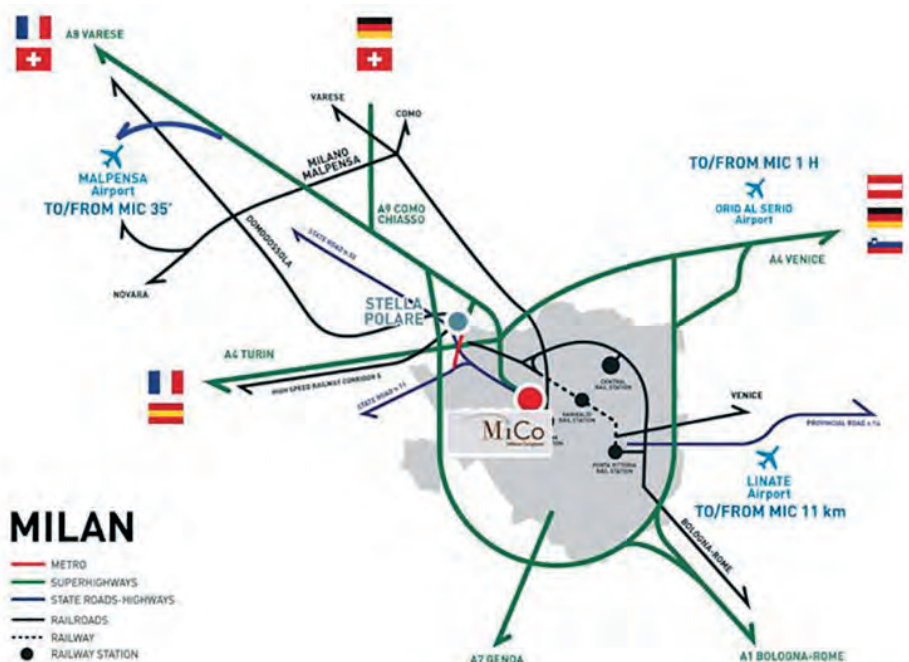 A8 VARESE
VARESE
COMO
MILANO
MALPENSA
MALPENSA
Airport
TO/FROM MIC 35'
A9 COMO
CHIASSO
TO/FROM MIC 1 H
ORIO AL SERIO
Airport
A4 VENICE
DOMODOSSOLA
NOVARA
STELLA
POLARE
A4 TURIN
HIGH SPEED RAILWAY CORRIDOR 5
STATE ROAD n.11
CENTRAL
RAIL STATION
GARIBALDI
RAIL STATION
MiCo
VENICE
PROVINCIAL ROAD n.14
PORTA VITTORIA
RAIL STATION
LINATE
Airport
TO/FROM MIC 11 km
BOLOGNA-ROME
MILAN
METRO
SUPERHIGHWAYS
STATE ROADS-HIGHWAYS
RAILROADS
RAILWAY
RAILWAY STATION
A7 GENOA
A1 BOLOGNA-ROME